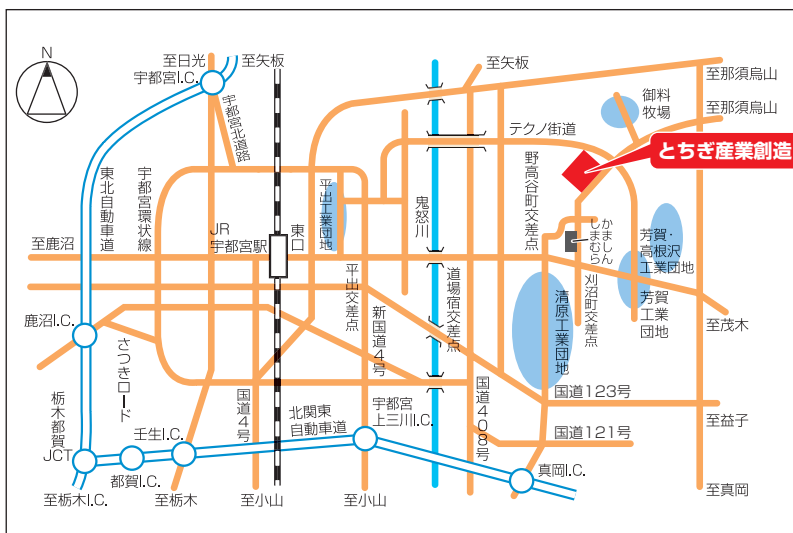 N
至日光
至矢板
宇都宮I.C.
宇都宮北道路
至矢板
至那須烏山
御料
牧場
至那須烏山
テクノ街道
とちぎ産業創造
東北自動車道
宇都宮環状線
平出工業団地
鬼怒川
野高谷町交差点
かましん
しまむら
JR
宇都宮駅
東口
至鹿沼
芳賀・
高根沢
工業団地
平出交差点
道場宿交差点
刈沼町交差点
清原工業団地
芳賀
工業
団地
新国道4号
至茂木
鹿沼I.C.
さつきロード
国道4号
国道408号
国道123号
国道121号
至益子
栃木都賀
JCT
壬生I.C.
北関東
自動車道
宇都宮
上三川I.C.
都賀I.C.
真岡I.C.
至栃木I.C.
至栃木
至小山
至小山
至真岡